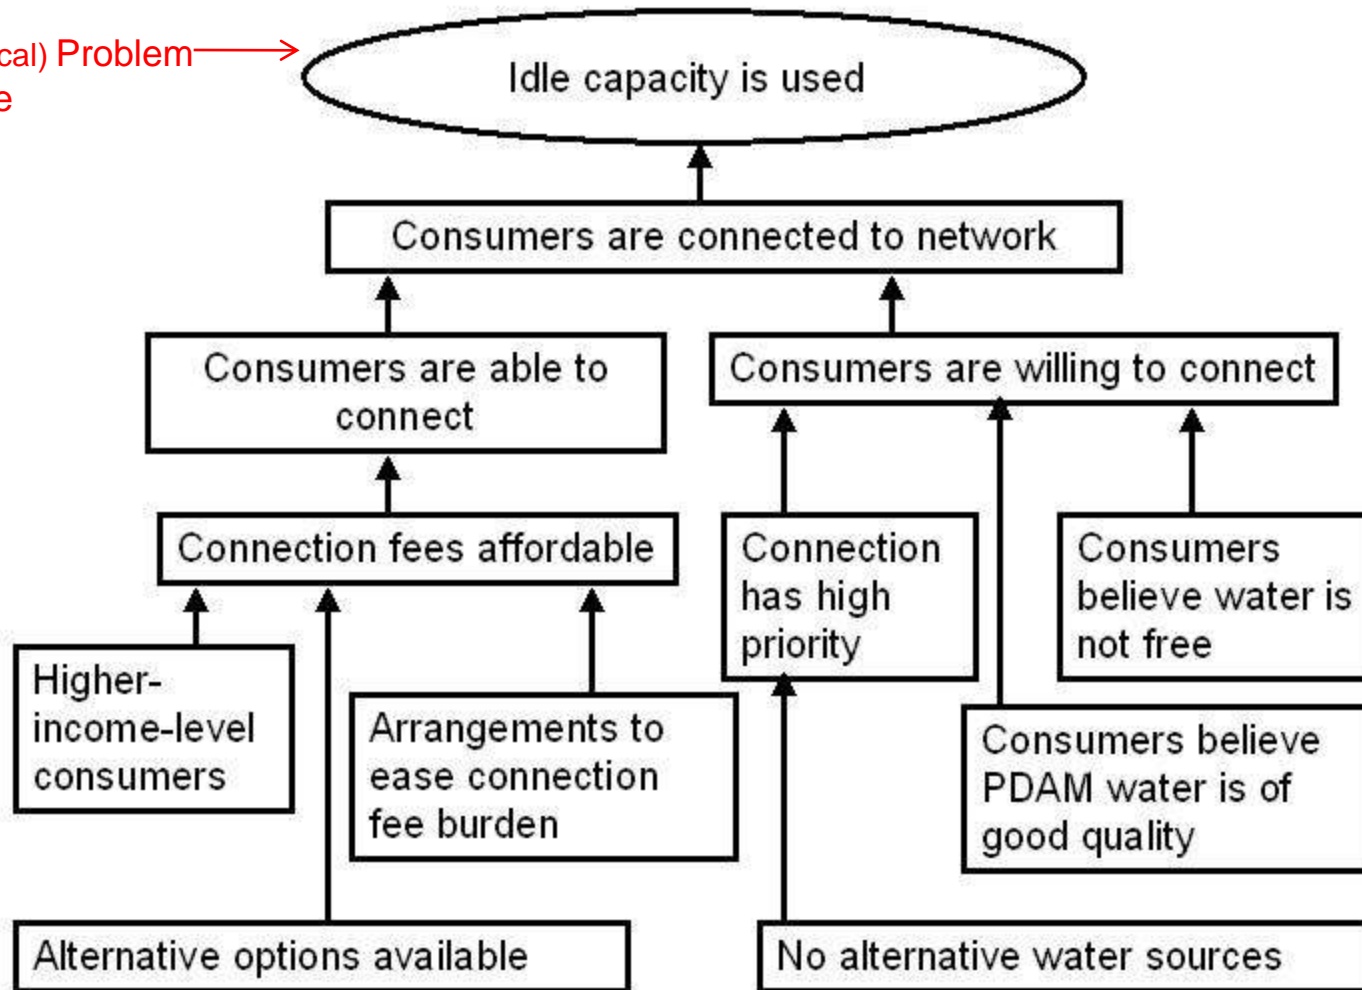 cal) Problem
e
Idle capacity is used
Consumers are connected to network
Consumers are able to
connect
Consumers are willing to connect
Connection fees affordable
Connection
has high
priority
Consumers
believe water is
not free
Higher-
income-level
consumers
Arrangements to
ease connection
fee burden
Consumers believe
PDAM water is of
good quality
Alternative options available
No alternative water sources